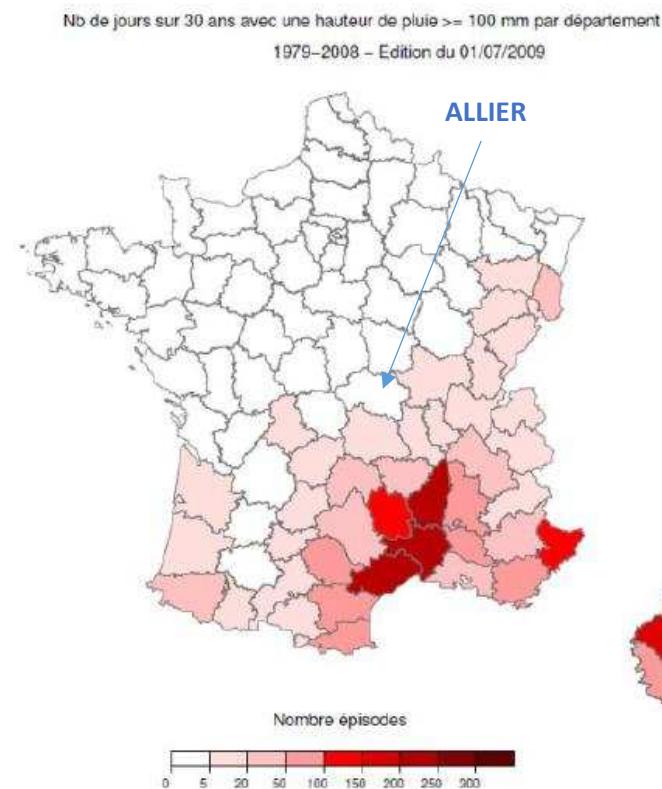 Nb de jours sur 30 ans avec une hauteur de pluie >= 100 mm par département
1979–2008 – Edition du 01/07/2009
ALLIER
Nombre épisodes
0 5 20 50 100 150 200 250 300